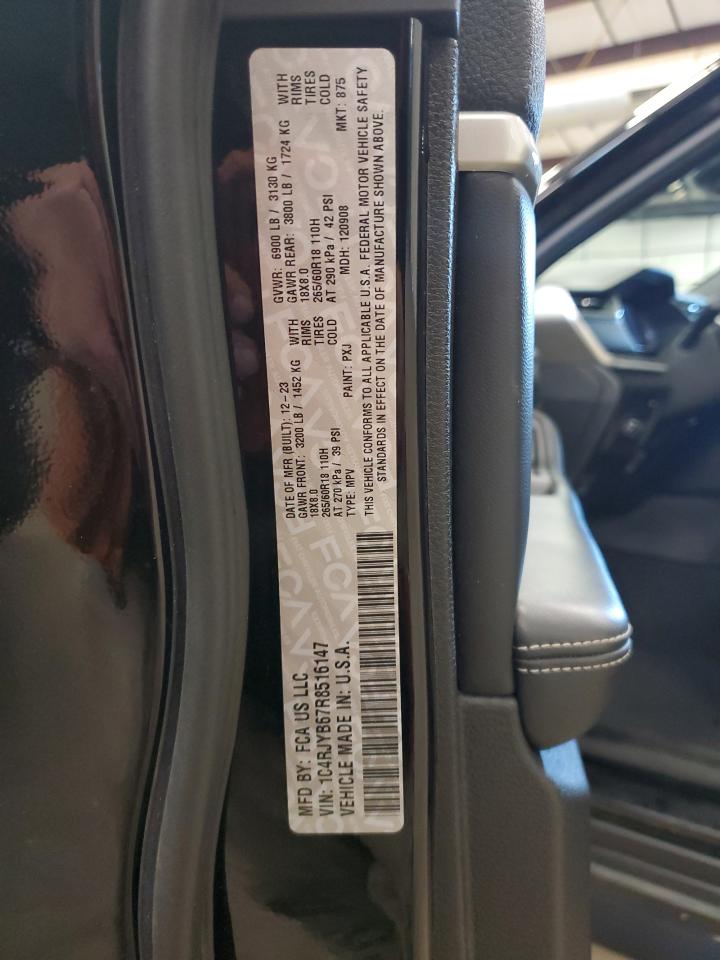 MFD BY: FCA US LLC
VIN: 1C4RJYB67R8516147
VEHICLE MADE IN: U.S.A.
DATE OF MFR (BUILT): 12-23
GAWR FRONT: 3200 LB / 1452 KG WITH
18X8.0 RIMS
265/60R18 110H TIRES
AT 270 kPa / 39 PSI COLD
TYPE: MPV PAINT: PXJ
GVWR: 6900 LB / 3130 KG
GAWR REAR: 3800 LB / 1724 KG WITH
18X8.0 RIMS
265/60R18 110H TIRES
AT 290 kPa / 42 PSI COLD
MDH: 120908 MKT: 875
THIS VEHICLE CONFORMS TO ALL APPLICABLE U.S.A. FEDERAL MOTOR VEHICLE SAFETY
STANDARDS IN EFFECT ON THE DATE OF MANUFACTURE SHOWN ABOVE.